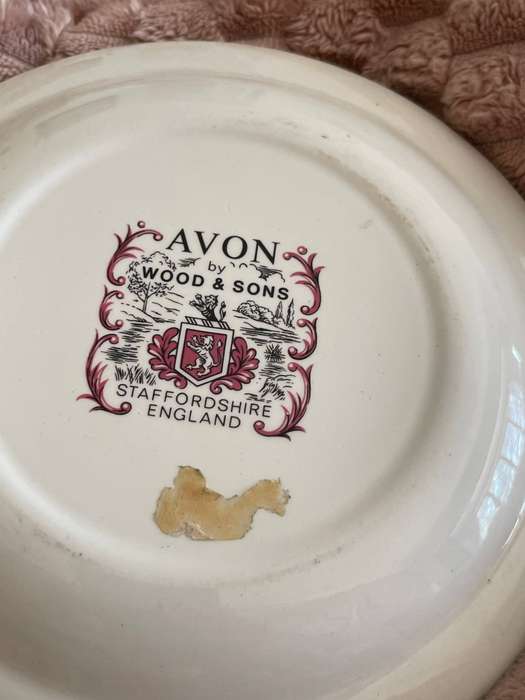 AVON
by
WOOD & SONS
STAFFORDSHIRE
ENGLAND